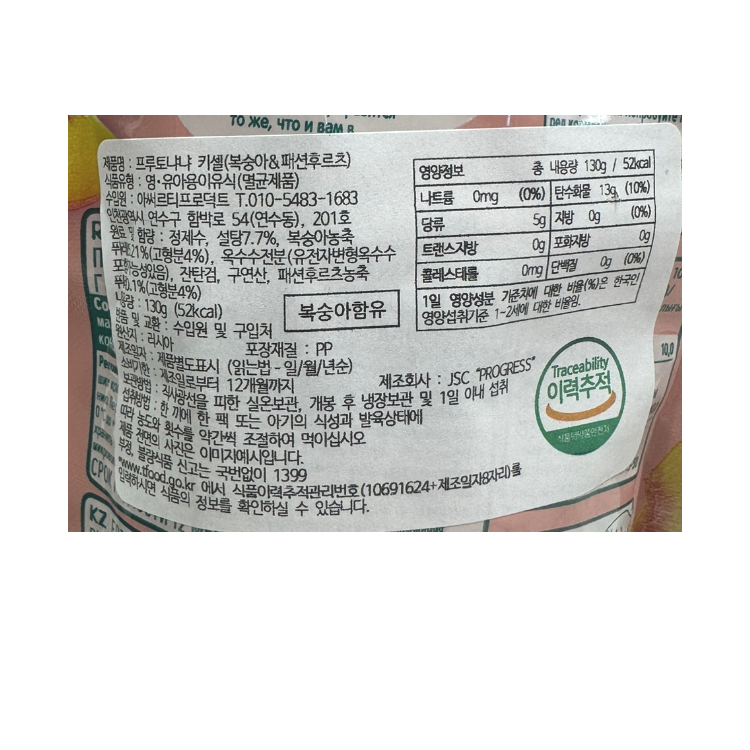 то же, что и вам в
제품명 : 프루토냐냐 키셀(복숭아&패션후르츠)
식품유형 : 영·유아용이유식(멸균제품)
수입원 : 아써르티프로덕트 T.010-5483-1683
인천광역시 연수구 함박로 54(연수동), 201호
원료 및 함량 : 정제수, 설탕7.7%, 복숭아농축
퓨레21%(고형분4%), 옥수수전분(유전자변형옥수수
포함가능성있음), 잔탄검, 구연산, 패션후르츠농축
퓨레0.1%(고형분4%)
내용량 : 130g (52kcal)
복숭아함유
반품 및 교환 : 수입원 및 구입처
원산지 : 러시아
포장재질 : PP
제조일자 : 제품별도표시 (읽는법 - 일/월/년순)
소비기한 : 제조일로부터 12개월까지
제조회사 : JSC "PROGRESS"
보관방법 : 직사광선을 피한 실온보관, 개봉 후 냉장보관 및 1일 이내 섭취
섭취방법 : 한 끼에 한 팩 또는 아기의 식성과 발육상태에
따라 농도와 횟수를 약간씩 조절하여 먹이십시오
제품 전면의 사진은 이미지예시입니다.
부정, 불량식품 신고는 국번없이 1399
*www.tfood.go.kr 에서 식품이력추적관리번호(10691624+제조일자8자리)를
입력하시면 식품의 정보를 확인하실 수 있습니다.
영양정보 총 내용량 130g / 52kcal
나트륨 0mg (0%) 탄수화물 13g (10%)
당류 5g 지방 0g (0%)
트랜스지방 0g 포화지방 0g
콜레스테롤 0mg 단백질 0g (0%)
1일 영양성분 기준치에 대한 비율(%)은 한국인
영양섭취기준 1~2세에 대한 비율임.
Traceability
이력추적
식품의약품안전처
10,0
KZ